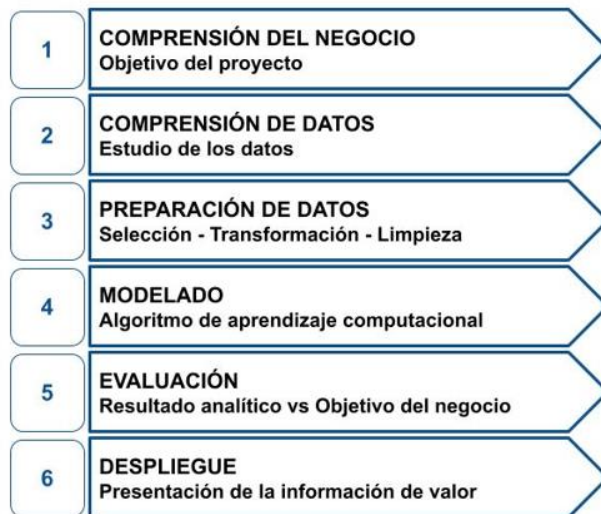 1
COMPRENSIÓN DEL NEGOCIO
Objetivo del proyecto
2
COMPRENSIÓN DE DATOS
Estudio de los datos
3
PREPARACIÓN DE DATOS
Selección - Transformación - Limpieza
4
MODELADO
Algoritmo de aprendizaje computacional
5
EVALUACIÓN
Resultado analítico vs Objetivo del negocio
6
DESPLIEGUE
Presentación de la información de valor